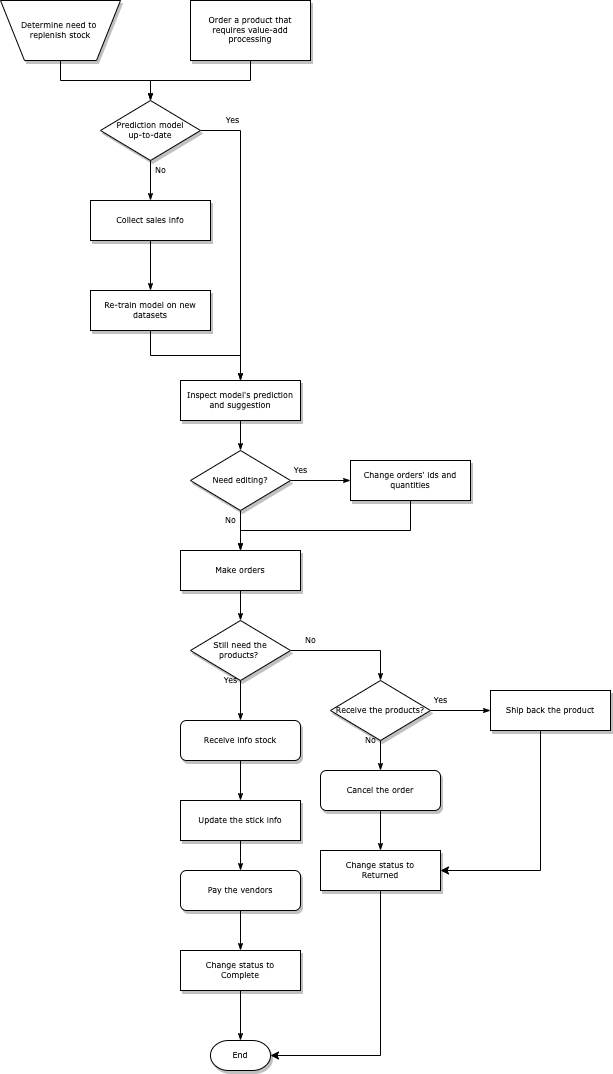 Determine need to
replenish stock
Order a product that
requires value-add
processing
Prediction model
up-to-date
Yes
No
Collect sales info
Re-train model on new
datasets
Inspect model's prediction
and suggestion
Need editing?
Yes
Change orders' ids and
quantities
No
Make orders
Still need the
products?
No
Yes
Receive the products?
Yes
Ship back the product
No
Receive info stock
Cancel the order
Update the stick info
Change status to
Returned
Pay the vendors
Change status to
Complete
End